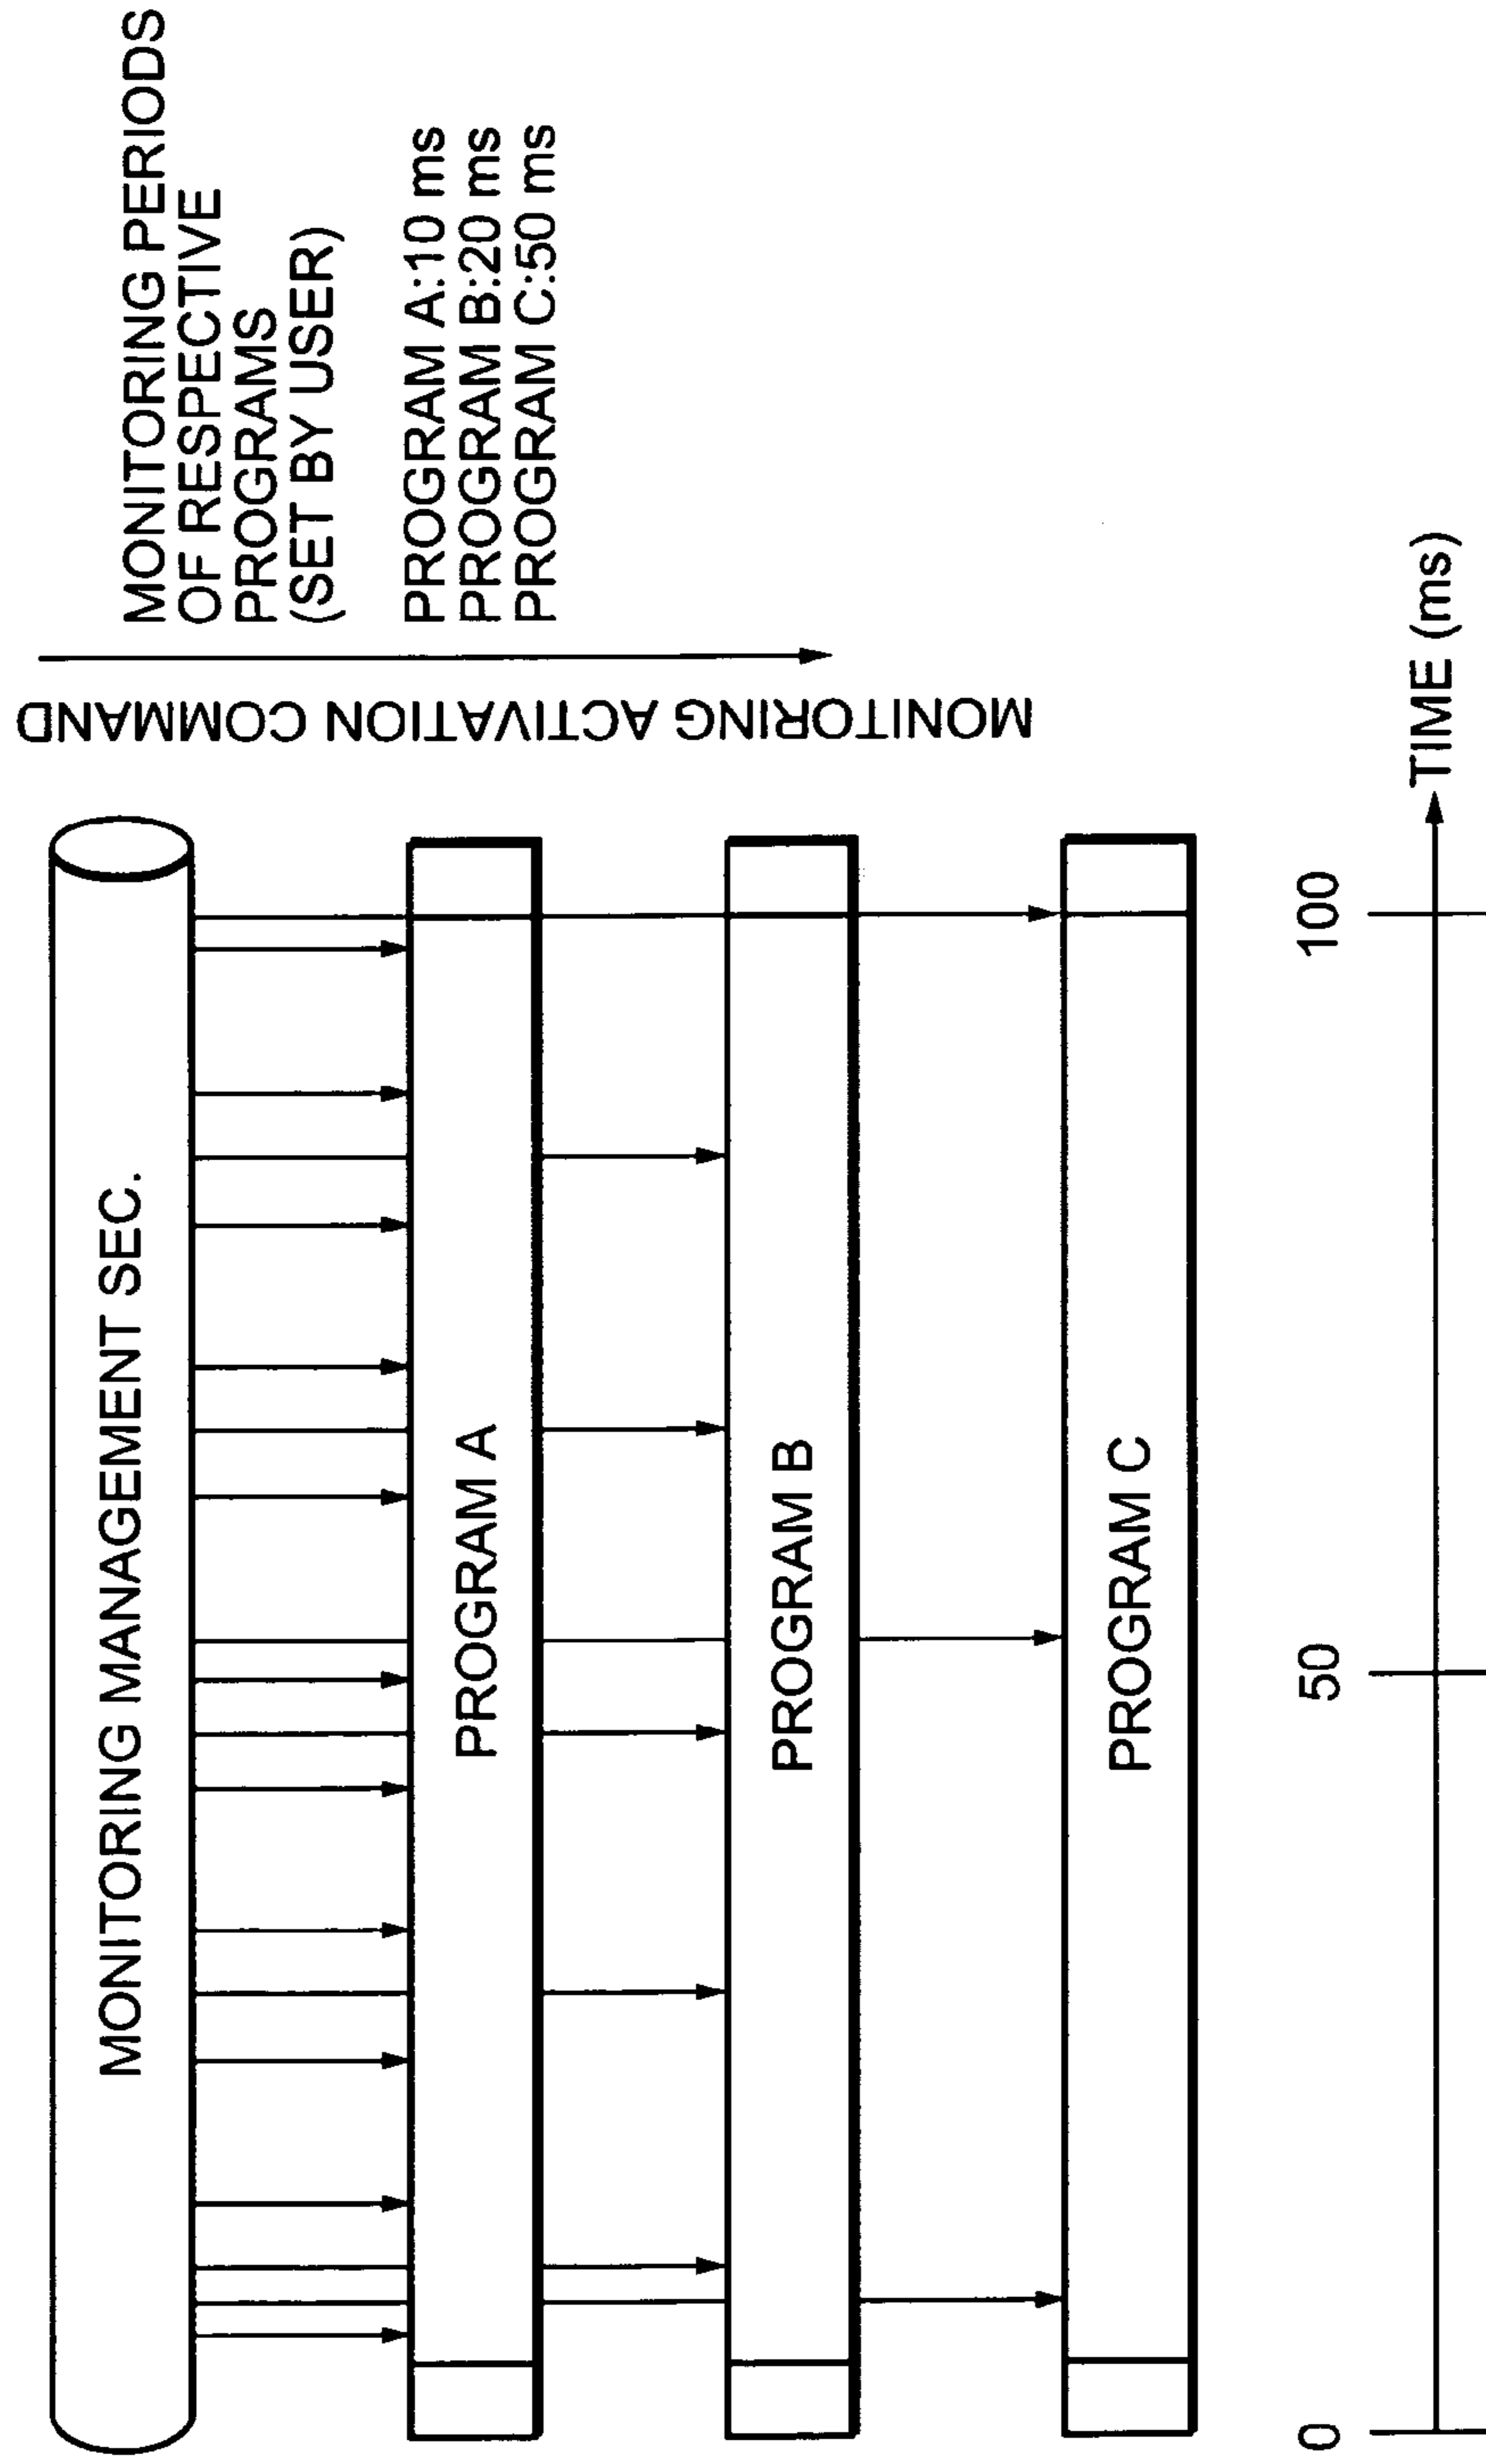 MONITORING MANAGEMENT SEC.
PROGRAM A
PROGRAM B
PROGRAM C
0
50
100
TIME (ms)
MONITORING ACTIVATION COMMAND
MONITORING PERIODS
OF RESPECTIVE
PROGRAMS
(SET BY USER)
PROGRAM A:10 ms
PROGRAM B:20 ms
PROGRAM C:50 ms